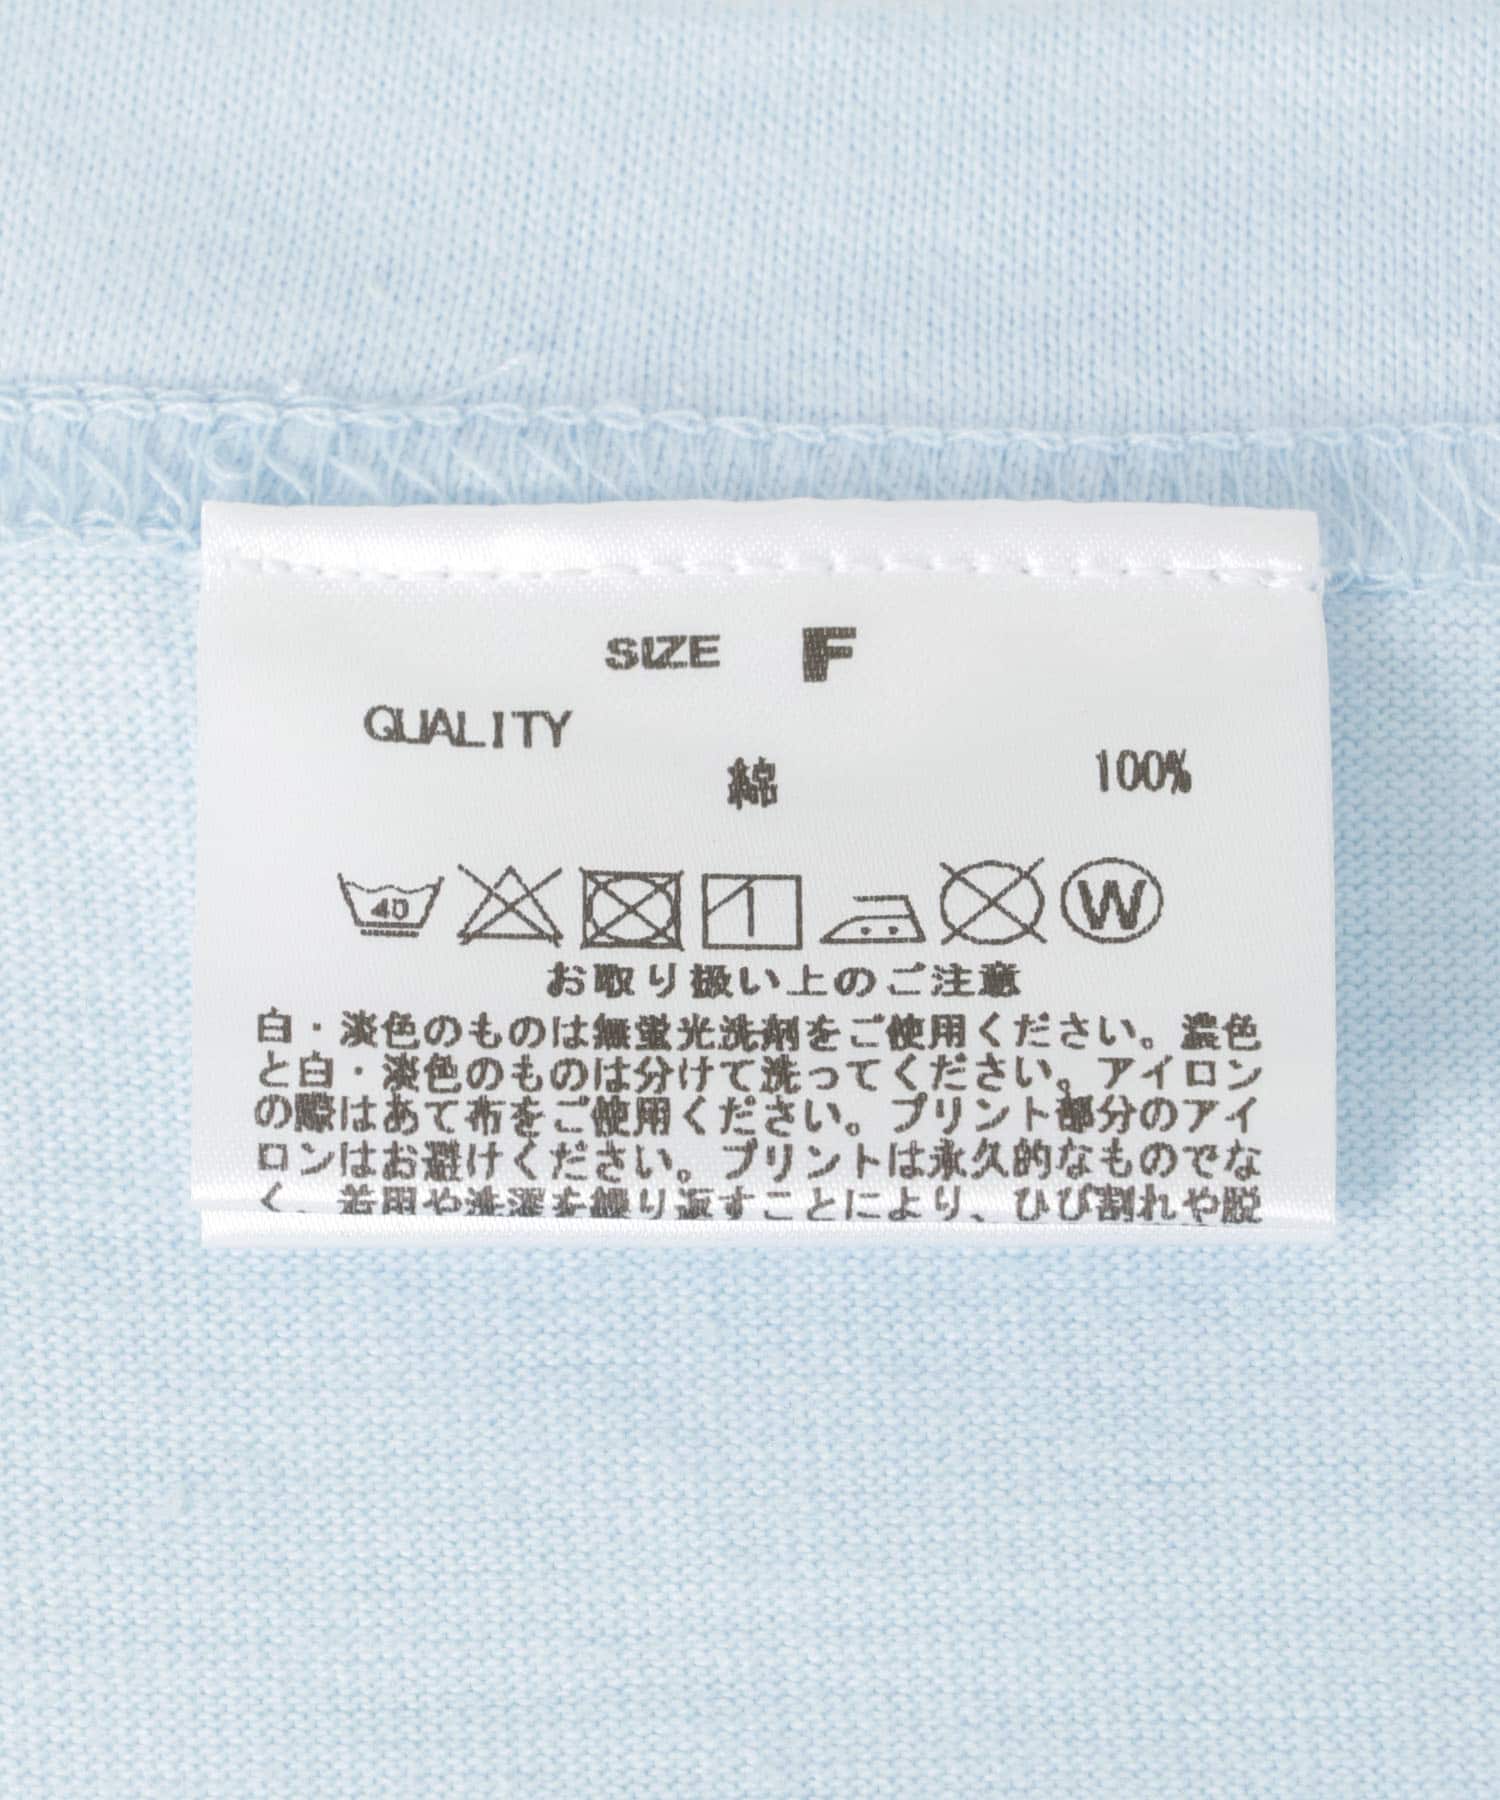 SIZE F
QUALITY
綿 100%
40 1 W
お取り扱い上のご注意
白・淡色のものは無蛍光洗剤をご使用ください。濃色
と白・淡色のものは分けて洗ってください。アイロン
の際はあて布をご使用ください。プリント部分のアイ
ロンはお避けください。プリントは永久的なものでな
く、着用や洗濯を繰り返すことにより、ひび割れや脱